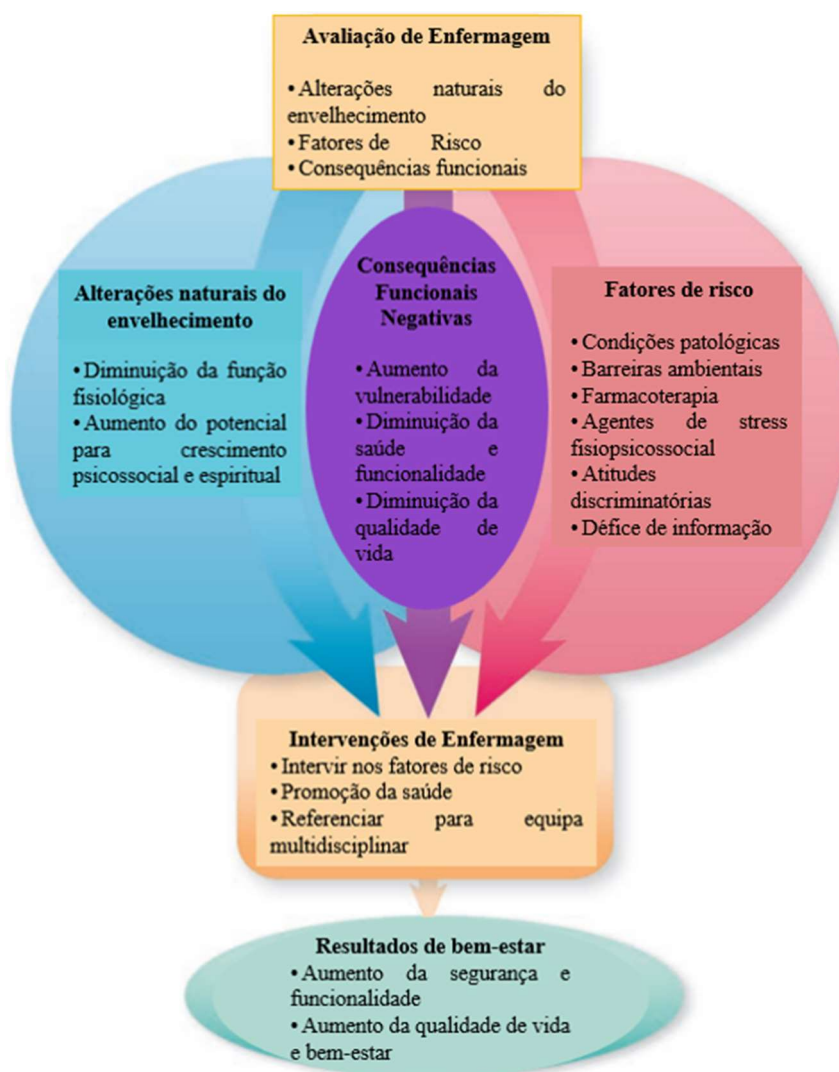 Avaliação de Enfermagem
• Alterações naturais do
envelhecimento
• Fatores de Risco
• Consequências funcionais
Alterações naturais do
envelhecimento
• Diminuição da função
fisiológica
• Aumento do potencial
para crescimento
psicossocial e espiritual
Consequências
Funcionais
Negativas
• Aumento da
vulnerabilidade
• Diminuição da
saúde e
funcionalidade
• Diminuição da
qualidade de
vida
Fatores de risco
• Condições patológicas
• Barreiras ambientais
• Farmacoterapia
• Agentes de stress
fisiopsicossocial
• Atitudes
discriminatórias
• Défice de informação
Intervenções de Enfermagem
• Intervir nos fatores de risco
• Promoção da saúde
• Referenciar para equipa
multidisciplinar
Resultados de bem-estar
• Aumento da segurança e
funcionalidade
• Aumento da qualidade de vida
e bem-estar